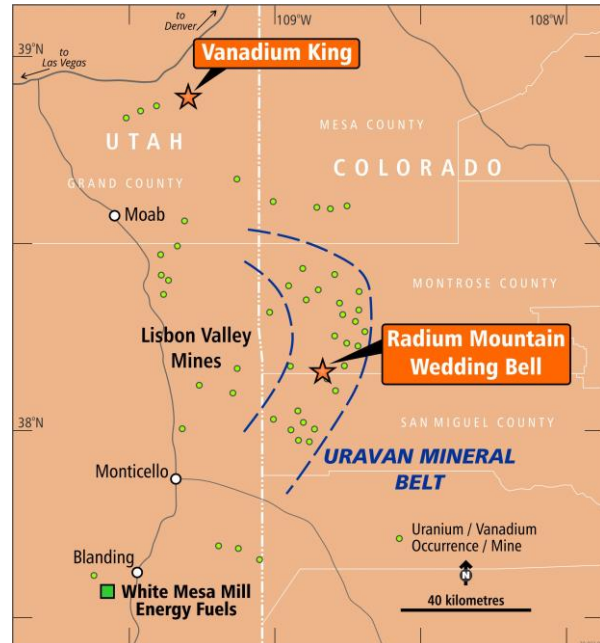 109°W
108°W
to
Denver
39°N
to
Las Vegas
Vanadium King
MESA COUNTY
UTAH
COLORADO
GRAND COUNTY
Moab
MONTROSE COUNTY
Lisbon Valley
Mines
Radium Mountain
Wedding Bell
38°N
SAN MIGUEL COUNTY
URAVAN MINERAL
BELT
Monticello
Uranium / Vanadium
Occurrence / Mine
Blanding
N
White Mesa Mill
Energy Fuels
40 kilometres